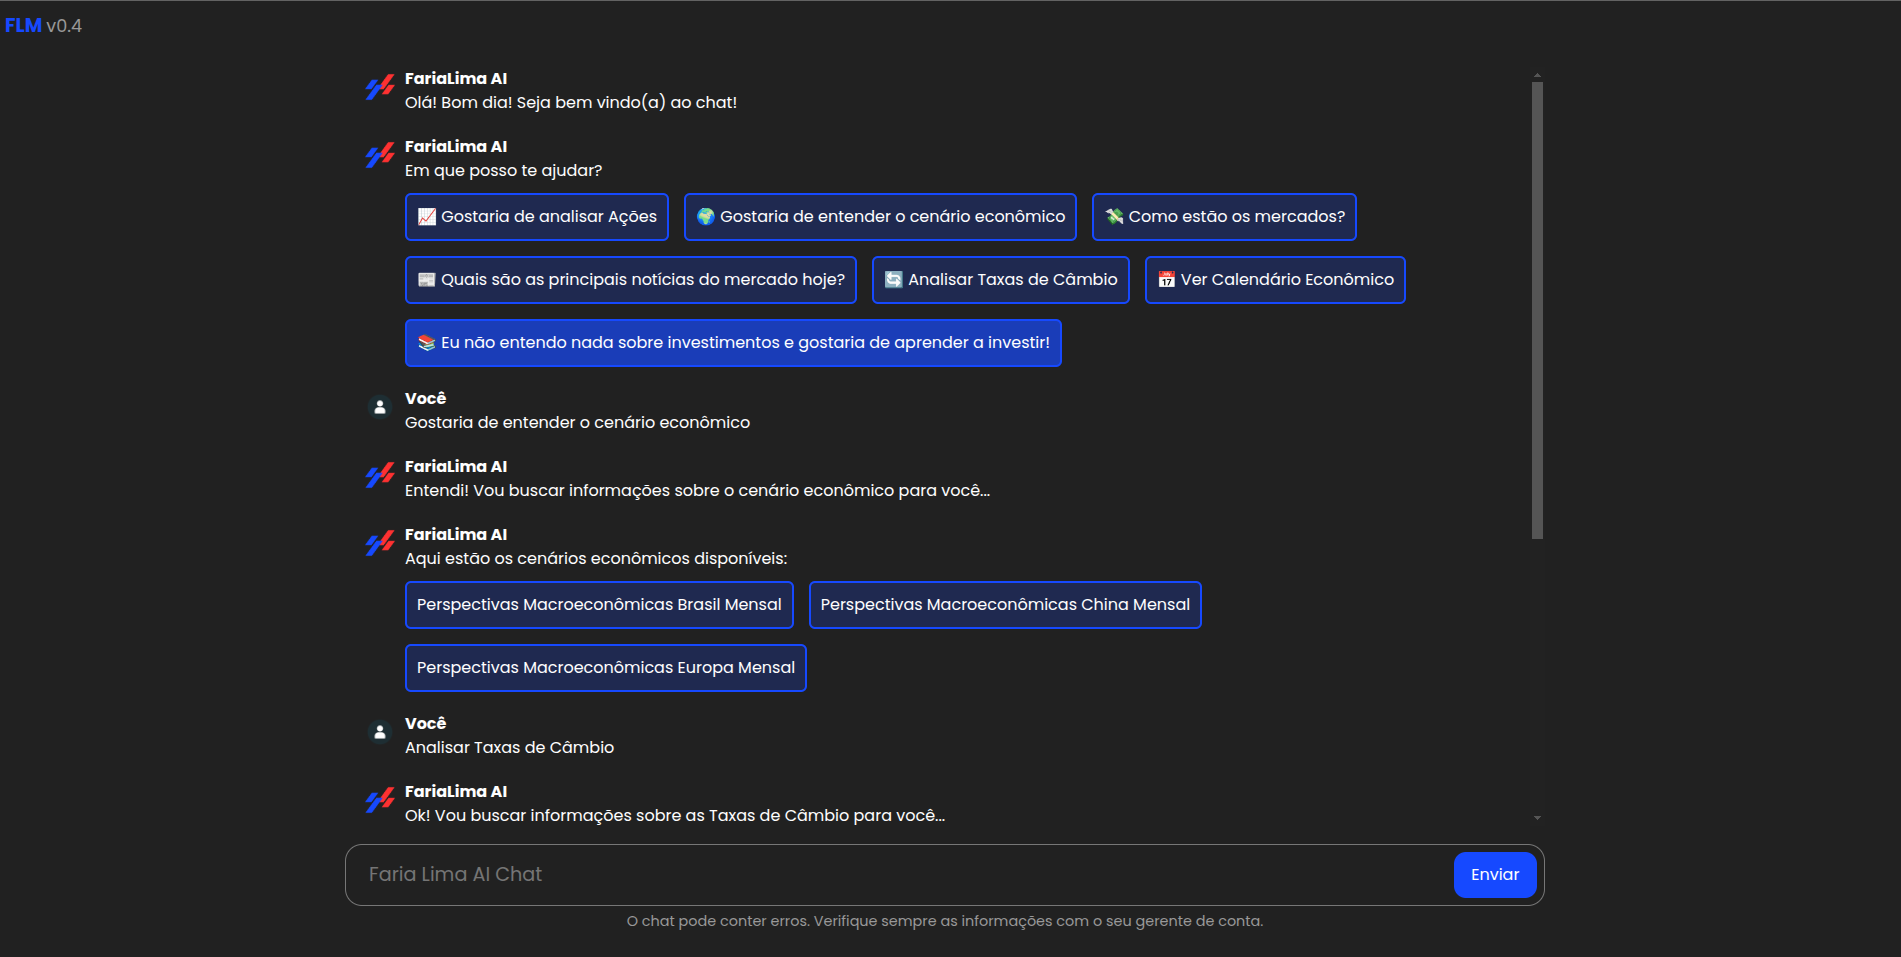 FLM v0.4
FariaLima AI
Olá! Bom dia! Seja bem vindo(a) ao chat!
FariaLima AI
Em que posso te ajudar?
📈 Gostaria de analisar Ações
🌍 Gostaria de entender o cenário econômico
💸 Como estão os mercados?
📰 Quais são as principais notícias do mercado hoje?
🔄 Analisar Taxas de Câmbio
📅 Ver Calendário Econômico
📚 Eu não entendo nada sobre investimentos e gostaria de aprender a investir!
Você
Gostaria de entender o cenário econômico
FariaLima AI
Entendi! Vou buscar informações sobre o cenário econômico para você...
FariaLima AI
Aqui estão os cenários econômicos disponíveis:
Perspectivas Macroeconômicas Brasil Mensal
Perspectivas Macroeconômicas China Mensal
Perspectivas Macroeconômicas Europa Mensal
Você
Analisar Taxas de Câmbio
FariaLima AI
Ok! Vou buscar informações sobre as Taxas de Câmbio para você...
Faria Lima AI Chat
Enviar
O chat pode conter erros. Verifique sempre as informações com o seu gerente de conta.